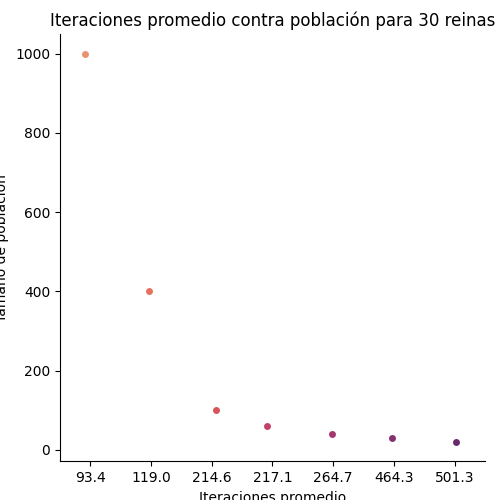 Iteraciones promedio contra población para 30 reinas
1000
800
600
400
200
0
Tamaño de población
93.4 119.0 214.6 217.1 264.7 464.3 501.3
Iteraciones promedio